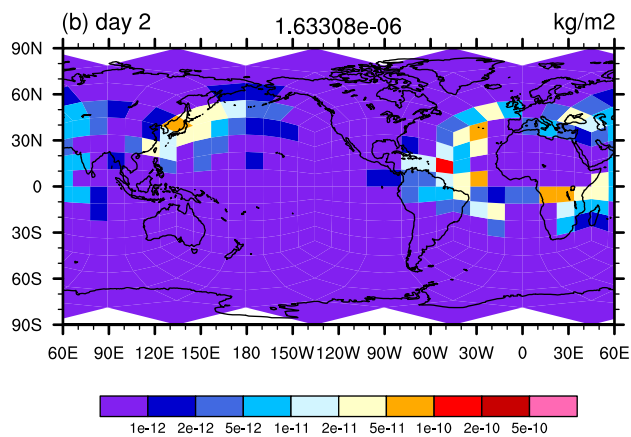 (b) day 2 1.63308e-06 kg/m2
90N
60N
30N
0
30S
60S
90S
60E 90E 120E 150E 180 150W 120W 90W 60W 30W 0 30E 60E
1e-12 2e-12 5e-12 1e-11 2e-11 5e-11 1e-10 2e-10 5e-10